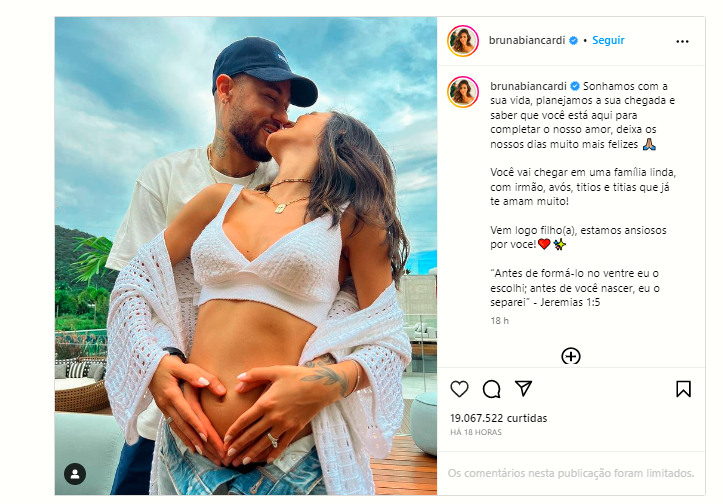 brunabiancardi • Seguir
brunabiancardi Sonhamos com a
sua vida, planejamos a sua chegada e
saber que você está aqui para
completar o nosso amor, deixa os
nossos dias muito mais felizes 🙏🏽
Você vai chegar em uma família linda,
com irmão, avós, titios e titias que já
te amam muito!
Vem logo filho(a), estamos ansiosos
por voce!❤️✨
"Antes de formá-lo no ventre eu o
escolhi; antes de você nascer, eu o
separei" - Jeremias 1:5
18 h
19.067.522 curtidas
HÁ 18 HORAS
Os comentários nesta publicação foram limitados.